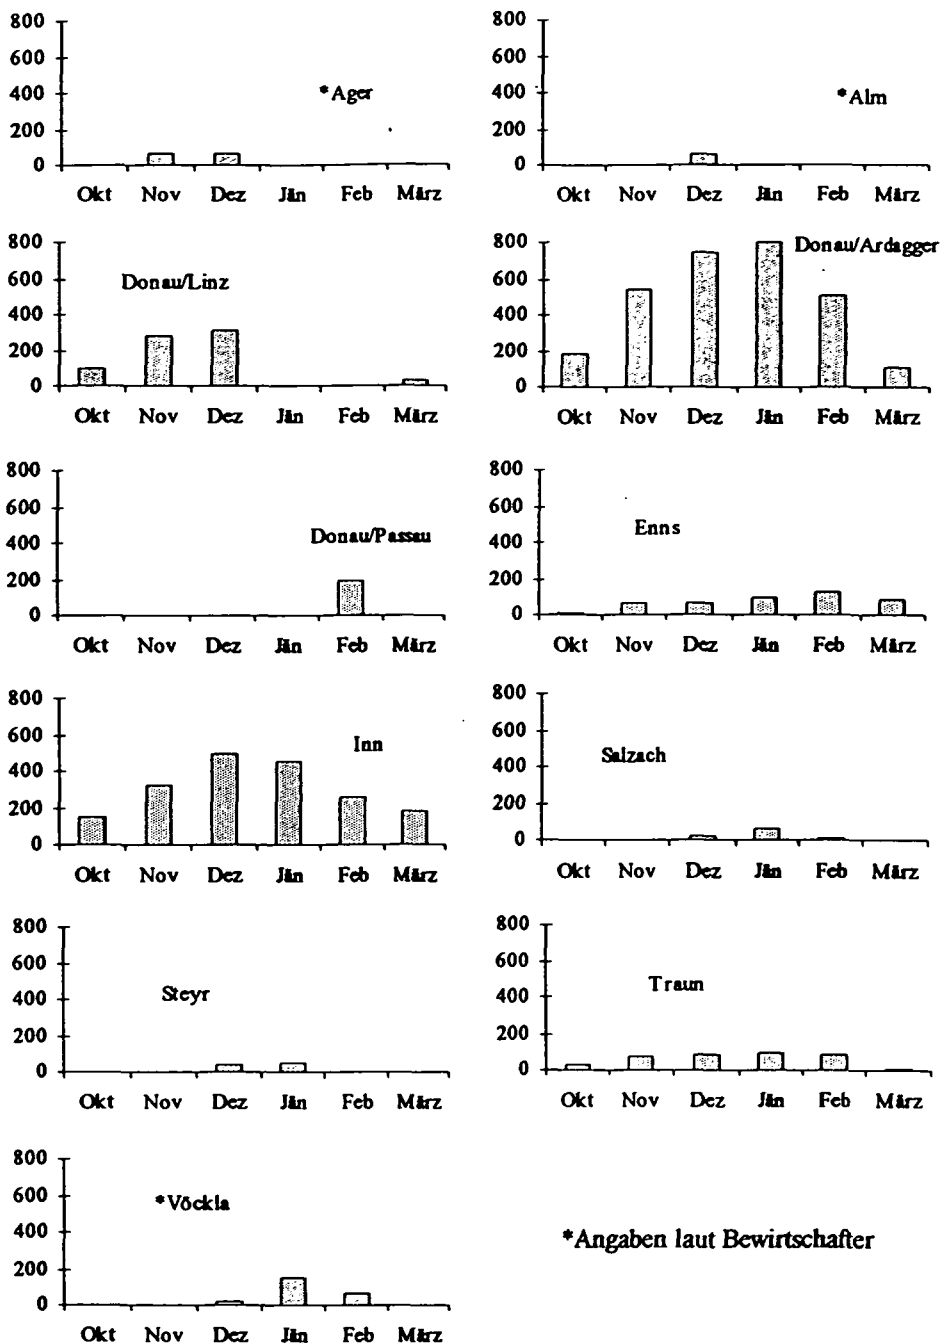 800
600
400
200
0
*Ager
Okt Nov Dez Jän Feb März
800
600
400
200
0
*Alm
Okt Nov Dez Jän Feb März
800
600
400
200
0
Donau/Linz
Okt Nov Dez Jän Feb März
800
600
400
200
0
Donau/Ardagger
Okt Nov Dez Jän Feb März
800
600
400
200
0
Donau/Passau
Okt Nov Dez Jän Feb März
800
600
400
200
0
Enns
Okt Nov Dez Jän Feb März
800
600
400
200
0
Inn
Okt Nov Dez Jän Feb März
800
600
400
200
0
Salzach
Okt Nov Dez Jän Feb März
800
600
400
200
0
Steyr
Okt Nov Dez Jän Feb März
800
600
400
200
0
Traun
Okt Nov Dez Jän Feb März
800
600
400
200
0
*Vöckla
Okt Nov Dez Jän Feb März
*Angaben laut Bewirtschafter